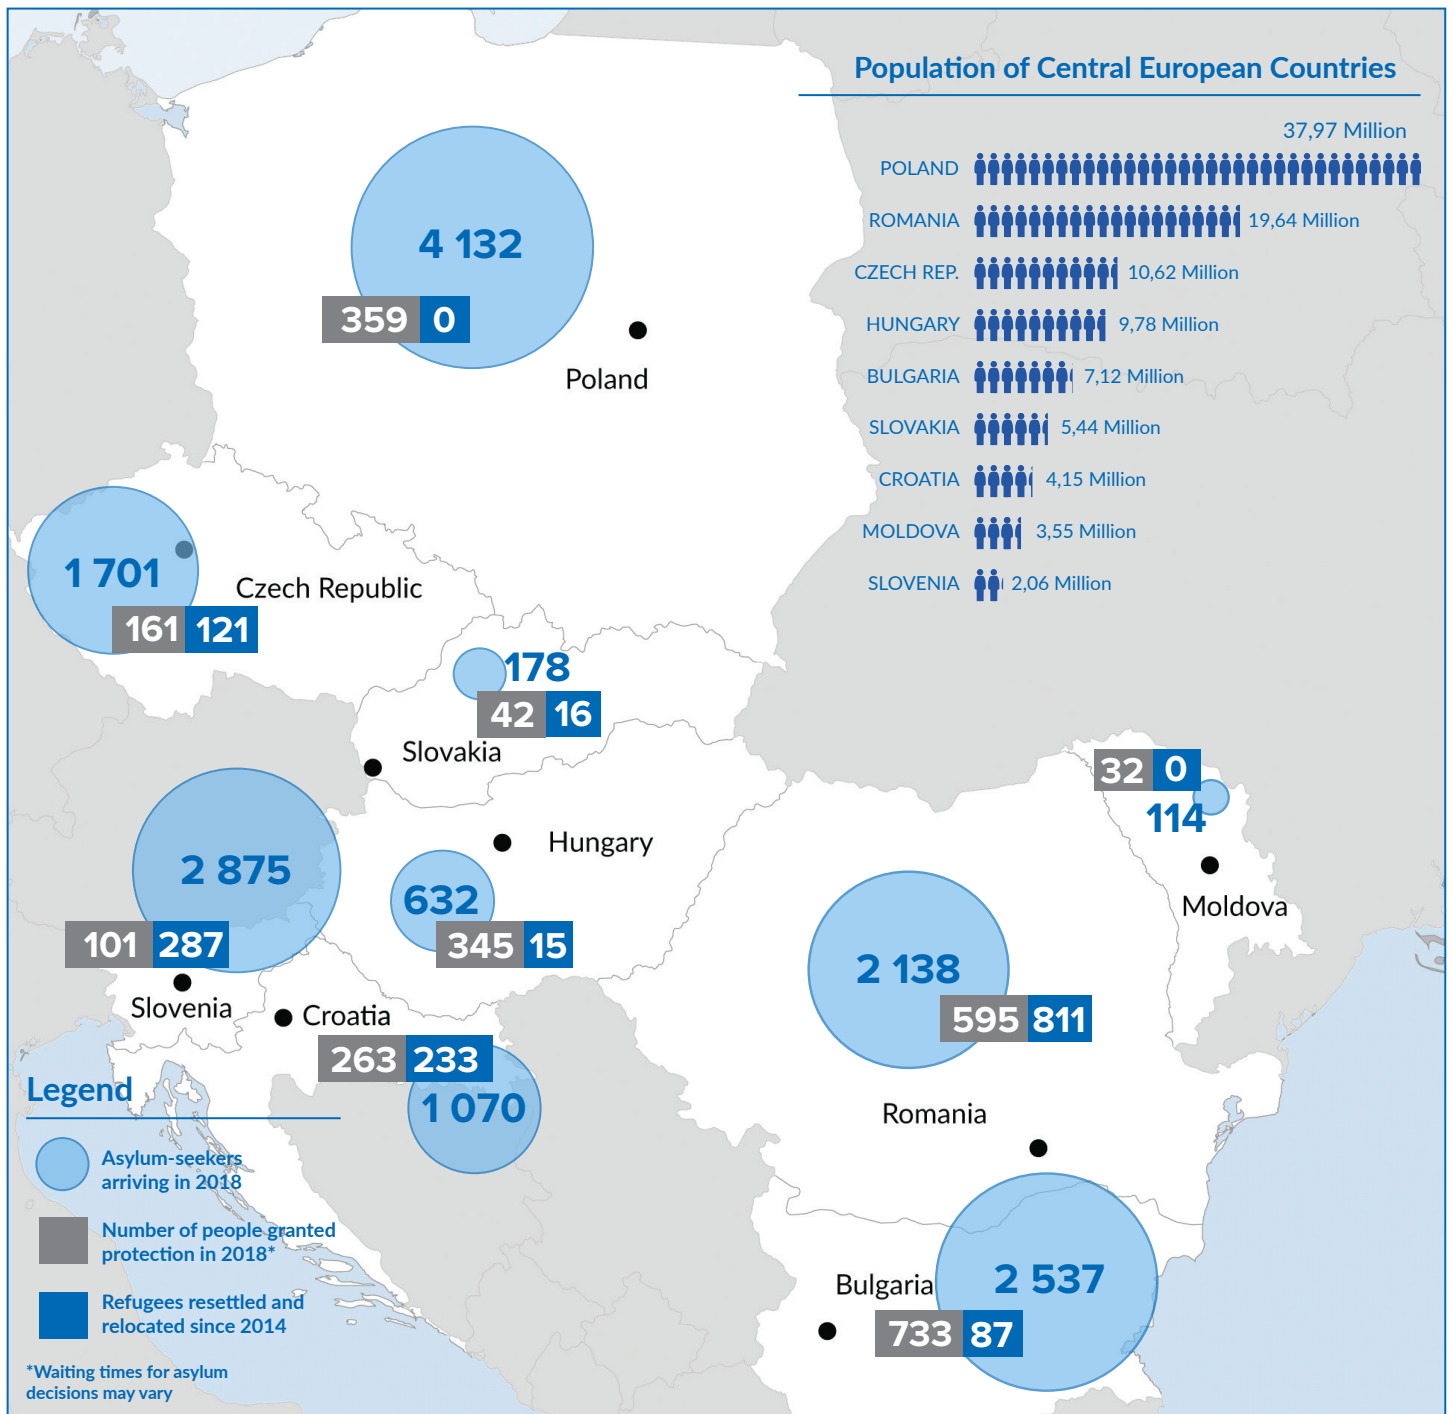 Population of Central European Countries
37,97 Million
POLAND
ROMANIA 19,64 Million
CZECH REP. 10,62 Million
HUNGARY 9,78 Million
BULGARIA 7,12 Million
SLOVAKIA 5,44 Million
CROATIA 4,15 Million
MOLDOVA 3,55 Million
SLOVENIA 2,06 Million
4 132
359 0
Poland
1 701
Czech Republic
161 121
178
42 16
Slovakia
32 0
114
Moldova
Hungary
632
345 15
2 875
101 287
Slovenia
Croatia
263 233
1 070
2 138
595 811
Romania
Bulgaria
2 537
733 87
Legend
Asylum-seekers
arriving in 2018
Number of people granted
protection in 2018*
Refugees resettled and
relocated since 2014
*Waiting times for asylum
decisions may vary